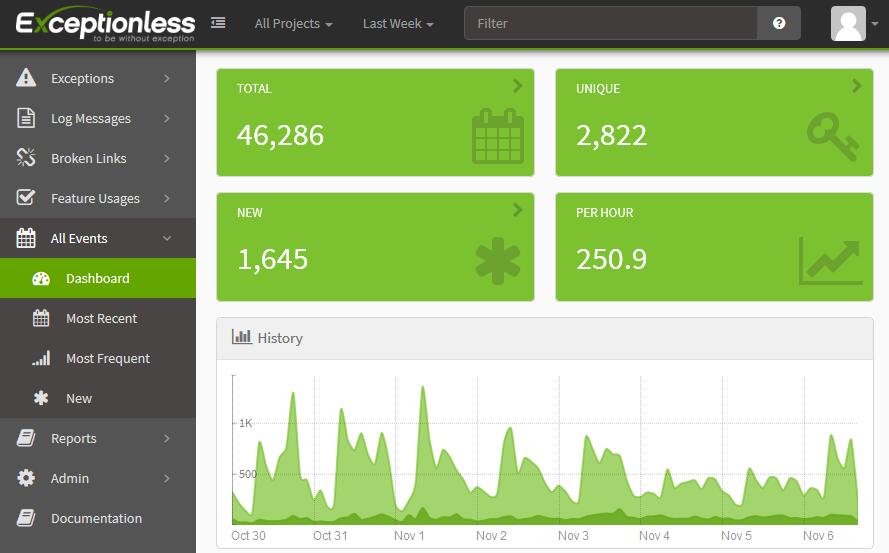 Exceptionless
to be without exception
All Projects
Last Week
Filter
?
Exceptions
Log Messages
Broken Links
Feature Usages
All Events
Dashboard
Most Recent
Most Frequent
New
Reports
Admin
Documentation
TOTAL
46,286
UNIQUE
2,822
NEW
1,645
PER HOUR
250.9
History
1K
500
Oct 30 Oct 31 Nov 1 Nov 2 Nov 3 Nov 4 Nov 5 Nov 6